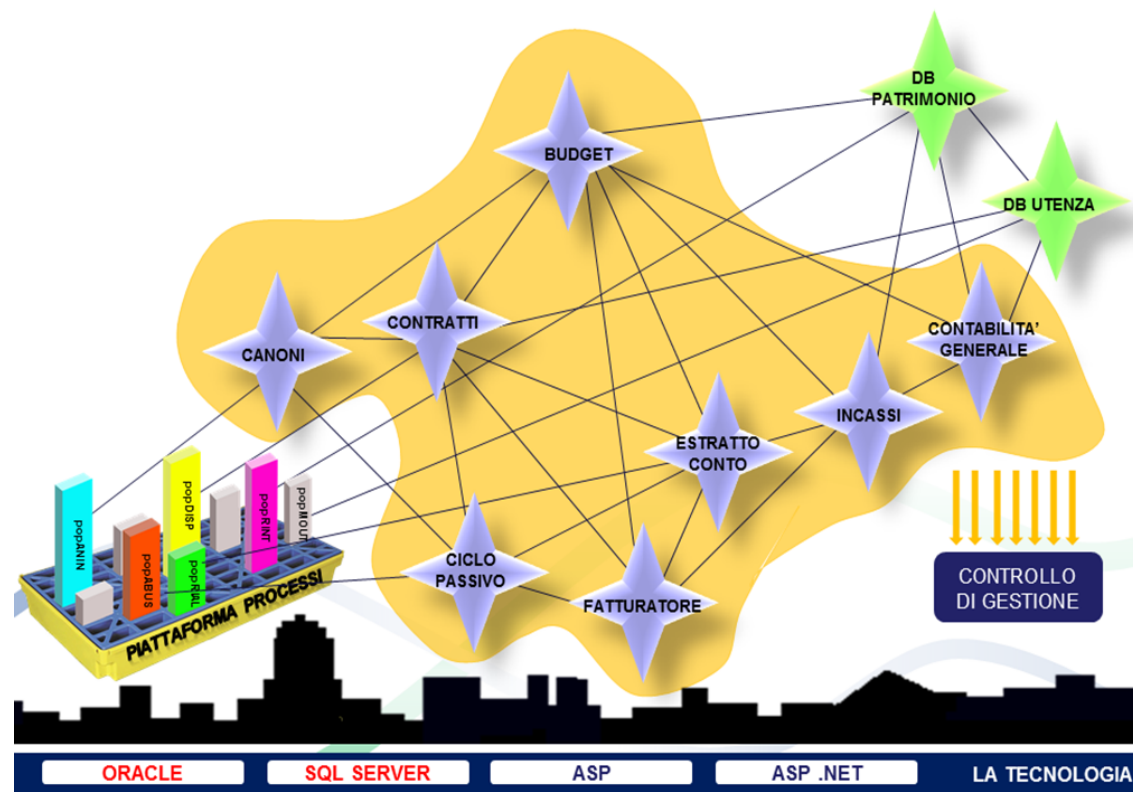 DB
PATRIMONIO
BUDGET
DB UTENZA
CONTRATTI
CANONI
CONTABILITA'
GENERALE
INCASSI
ESTRATTO
CONTO
CICLO
PASSIVO
FATTURATORE
popANIN
popABUS
popDISP
popRIAL
popRINT
popMOUT
PIATTAFORMA PROCESSI
CONTROLLO
DI GESTIONE
ORACLE
SQL SERVER
ASP
ASP .NET
LA TECNOLOGIA